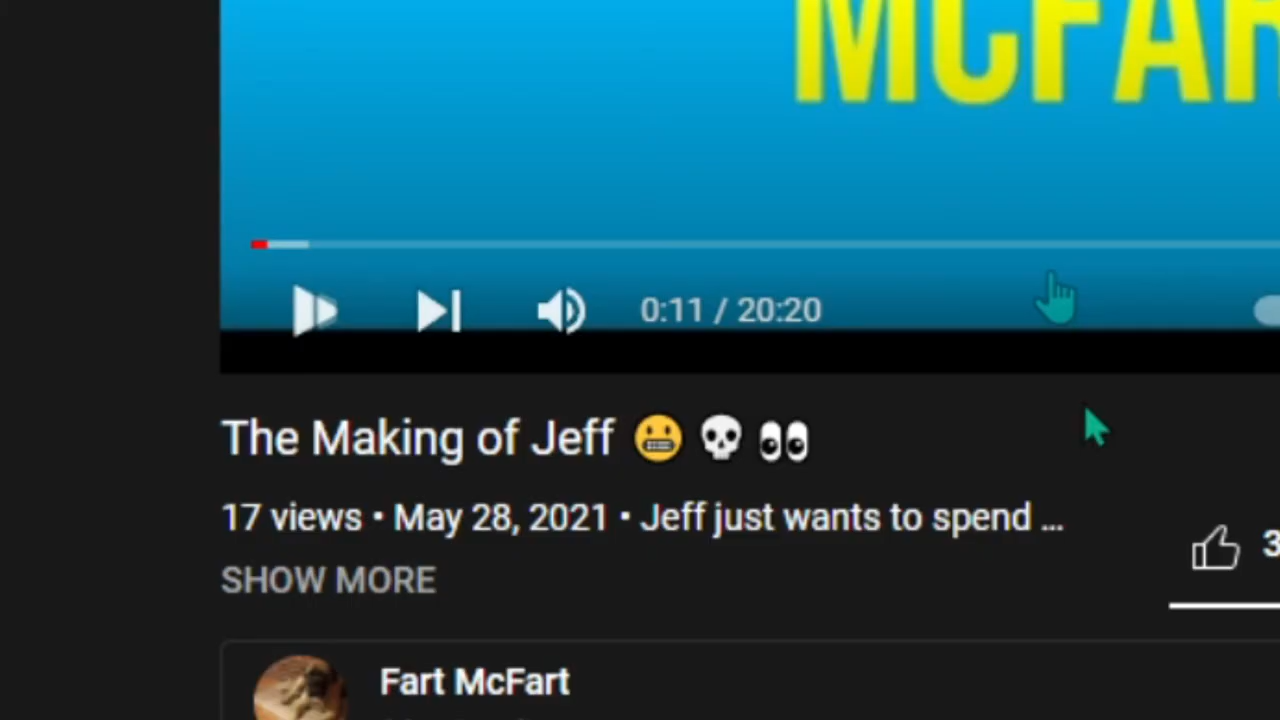 MCFAR
0:11 / 20:20
The Making of Jeff 😬💀👀
17 views • May 28, 2021 • Jeff just wants to spend ...
3
SHOW MORE
Fart McFart